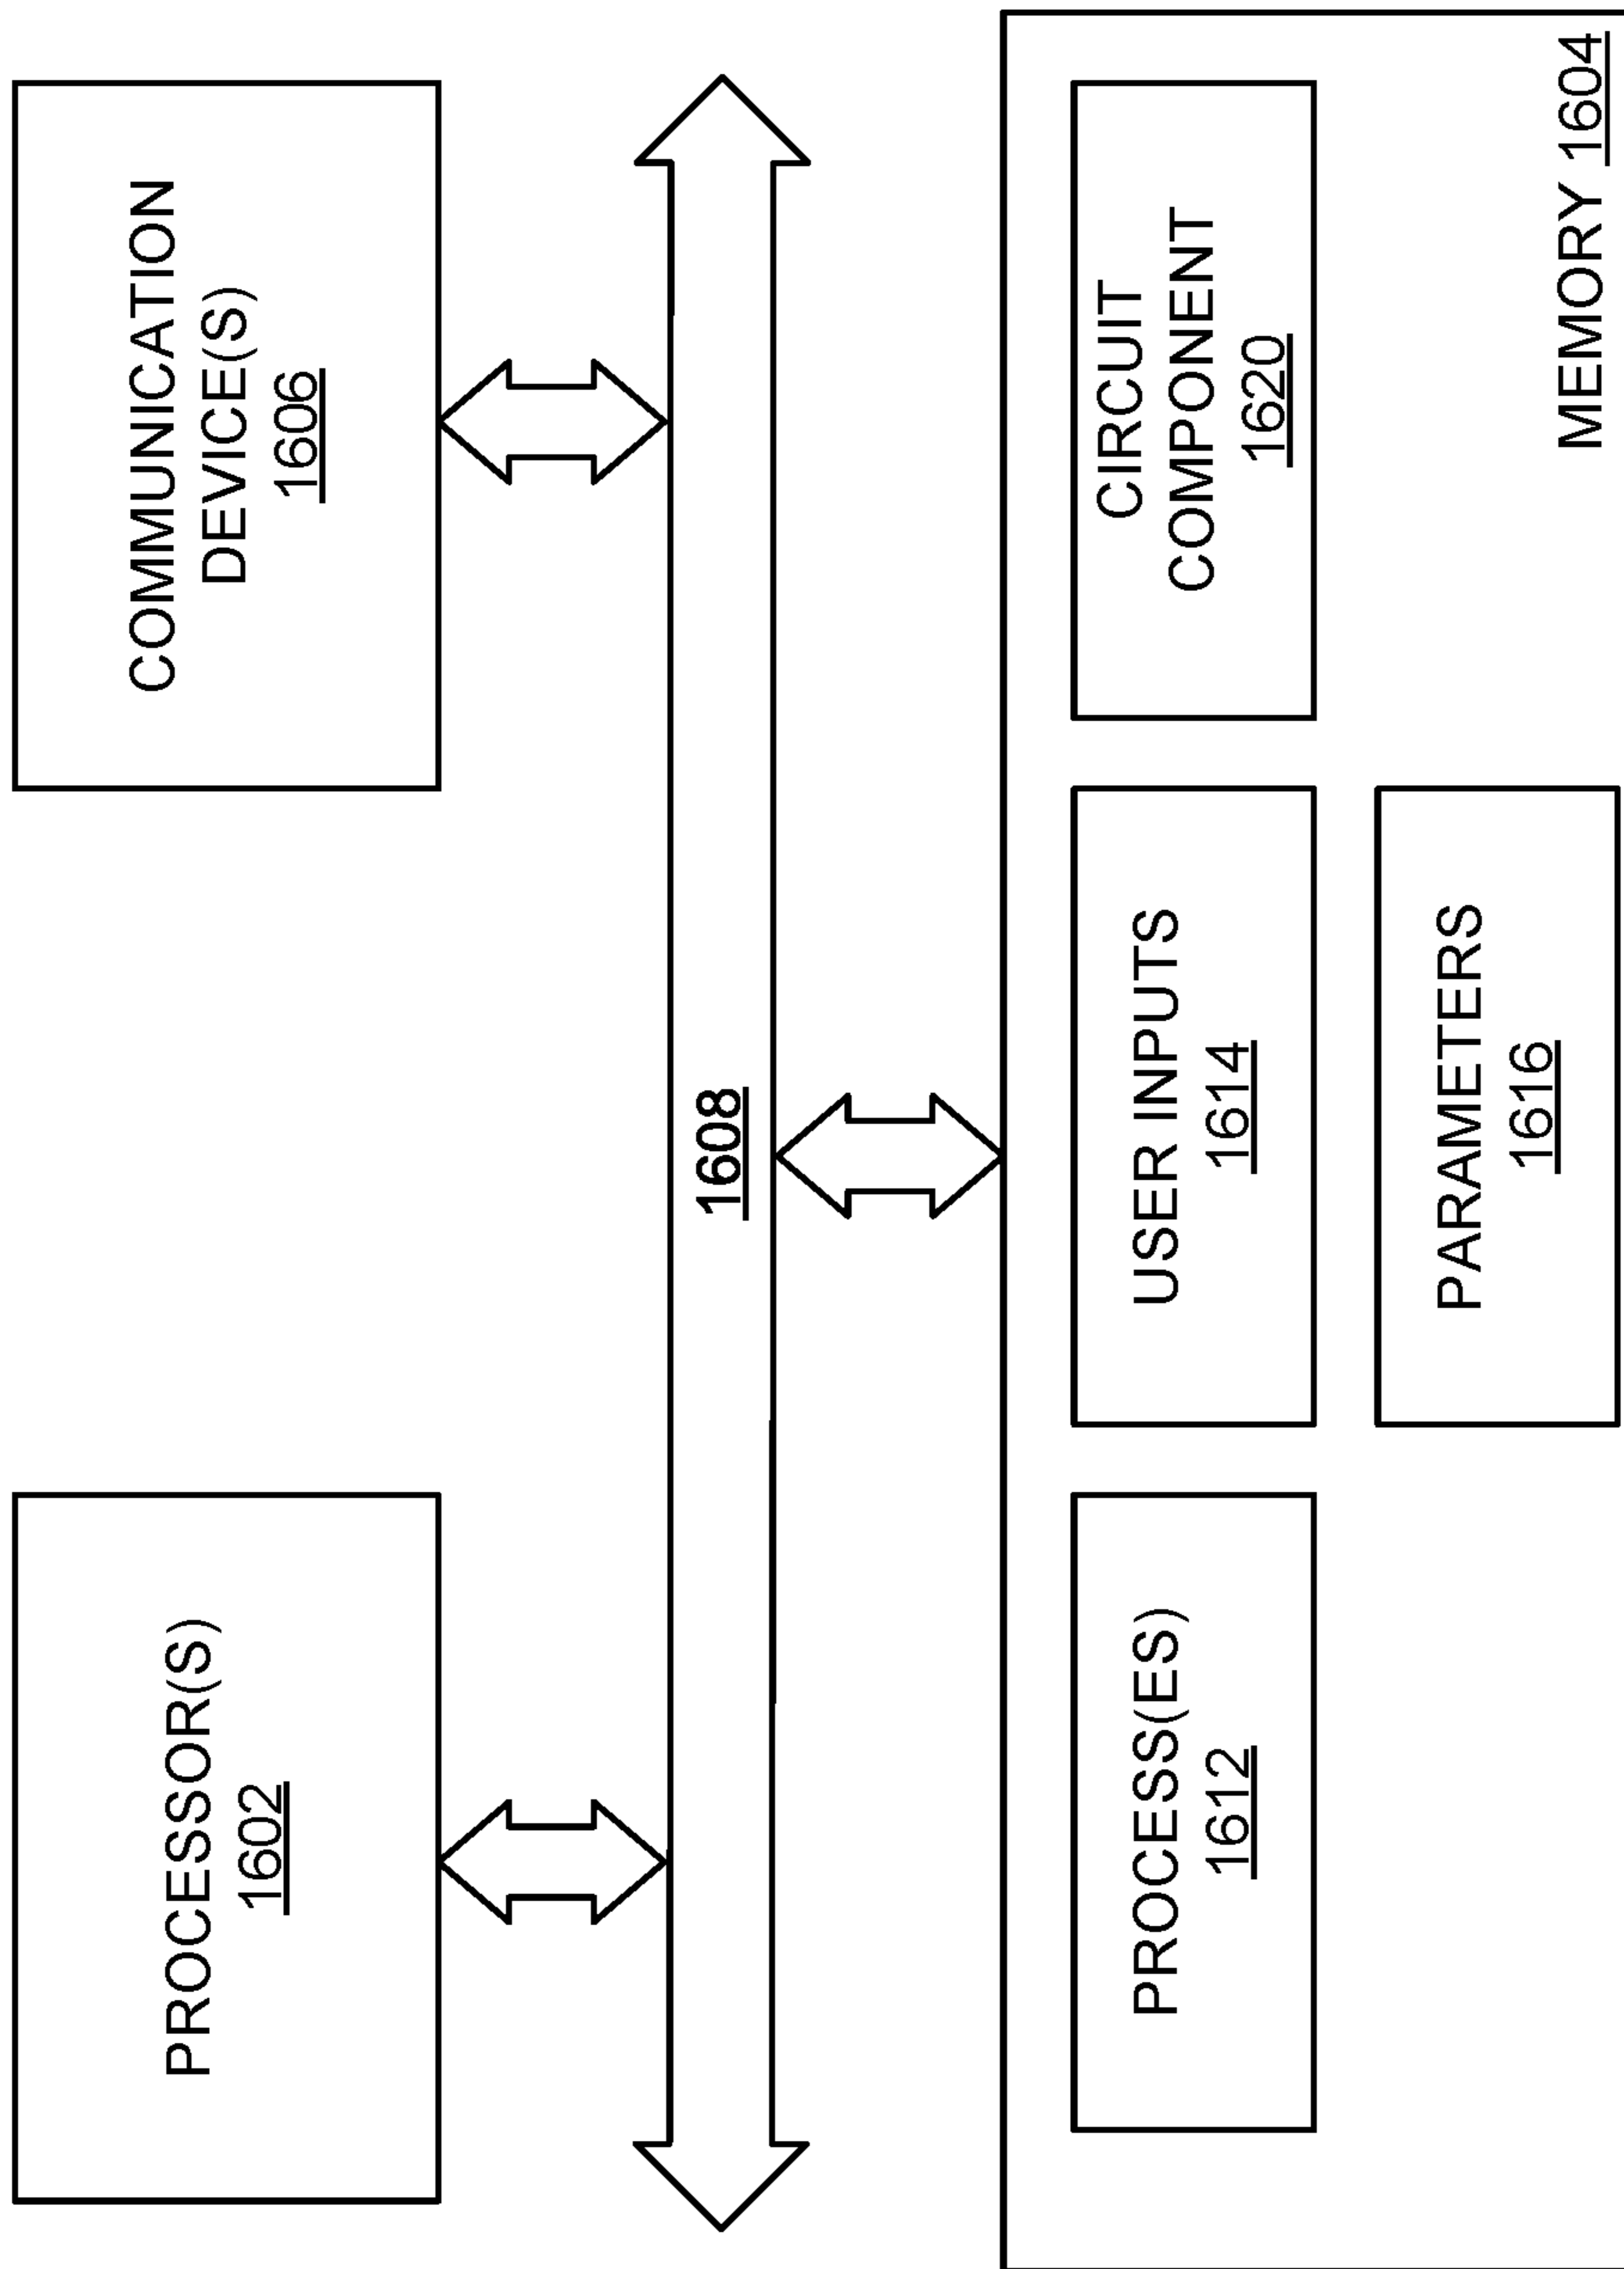 PROCESSOR(S)
1602
COMMUNICATION
DEVICE(S)
1606
1608
PROCESS(ES)
1612
USER INPUTS
1614
CIRCUIT
COMPONENT
1620
PARAMETERS
1616
MEMORY 1604